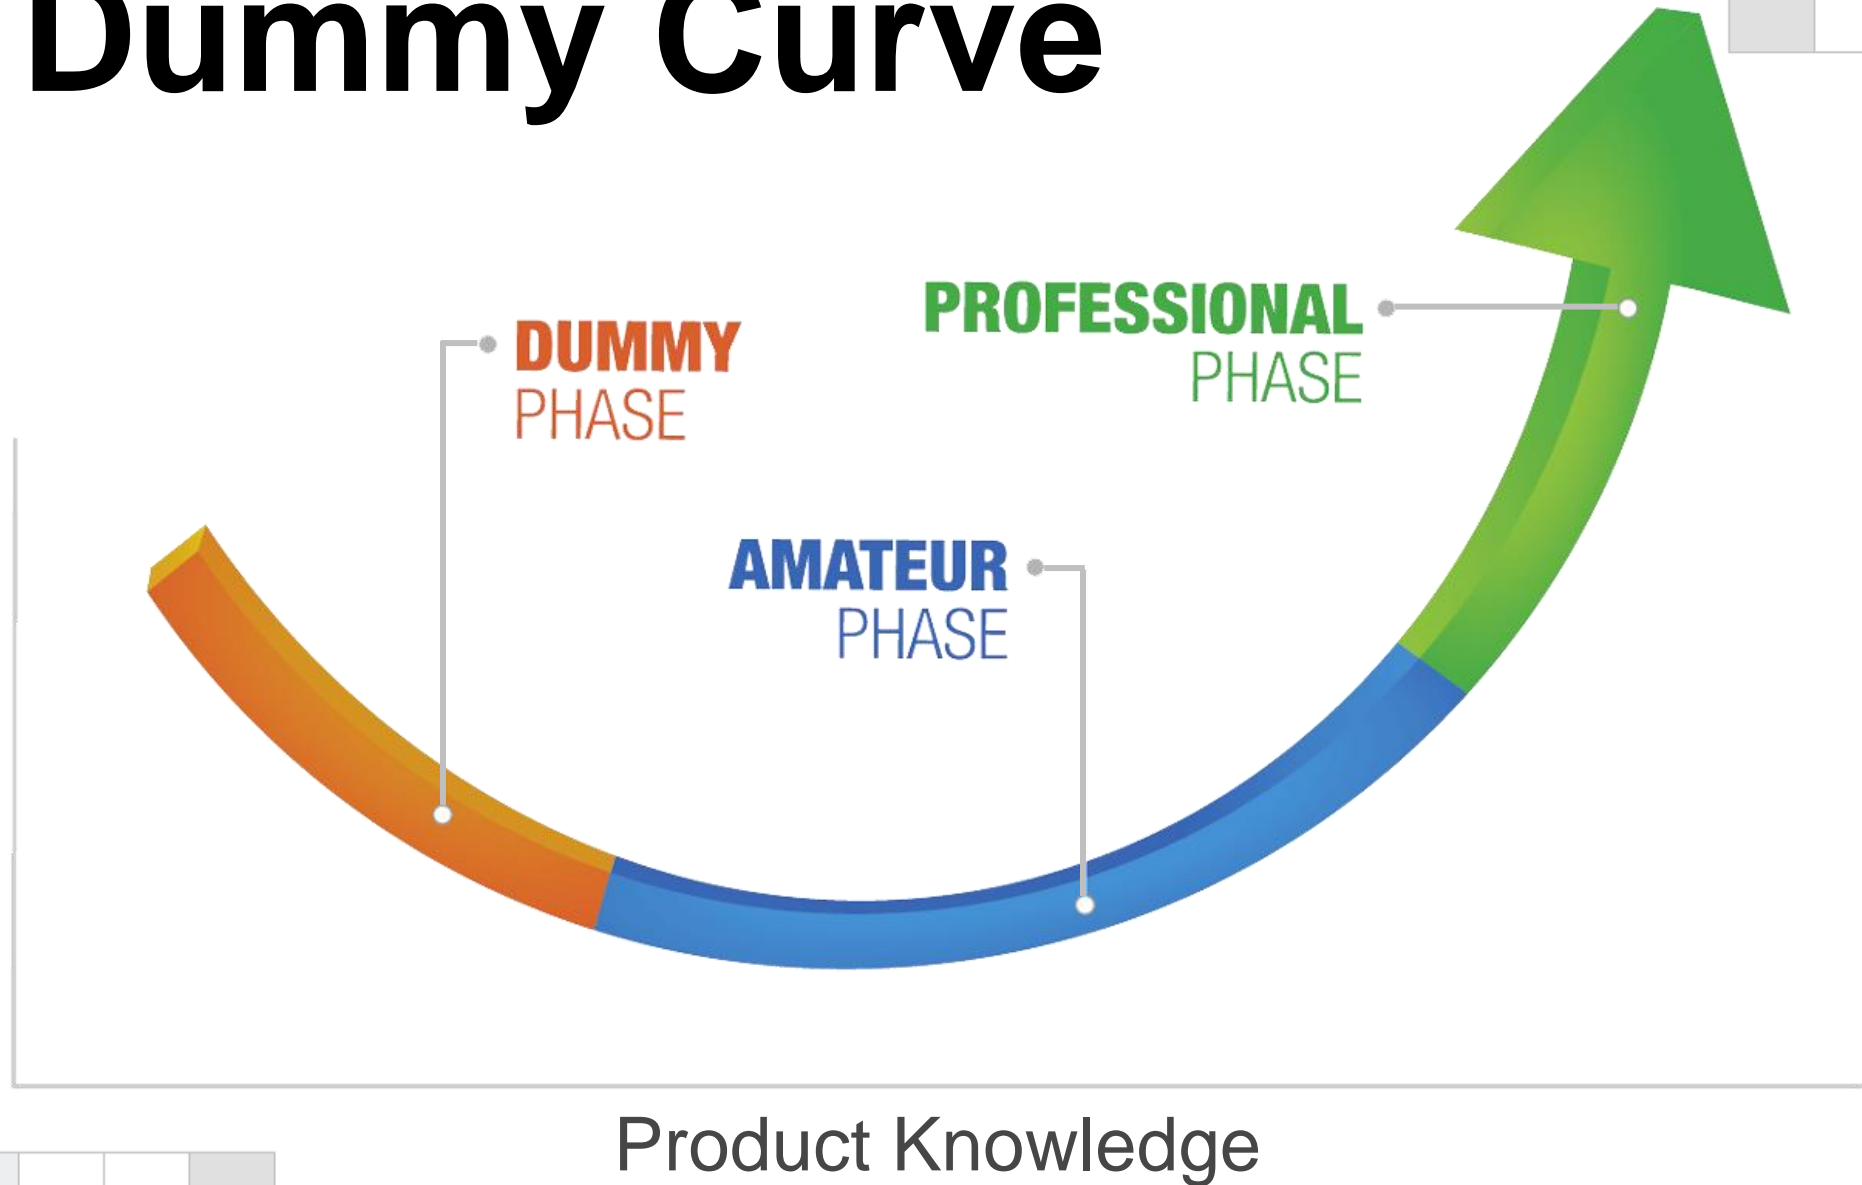 Dummy Curve
DUMMY
PHASE
PROFESSIONAL
PHASE
AMATEUR
PHASE
Product Knowledge